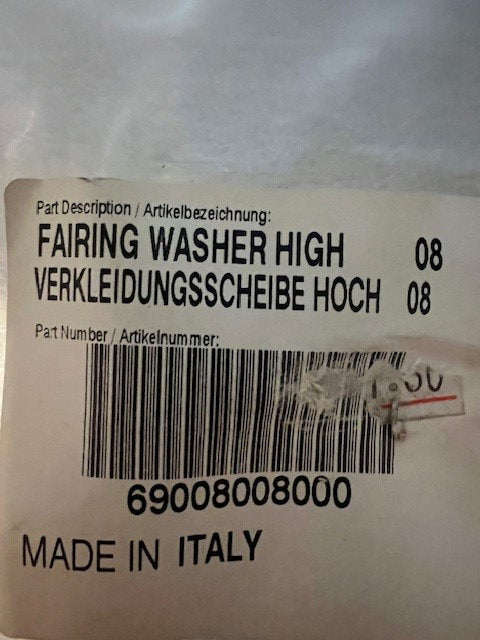 Part Description / Artikelbezeichnung:
FAIRING WASHER HIGH 08
VERKLEIDUNGSSCHEIBE HOCH 08
Part Number / Artikelnummer:
69008008000
MADE IN ITALY